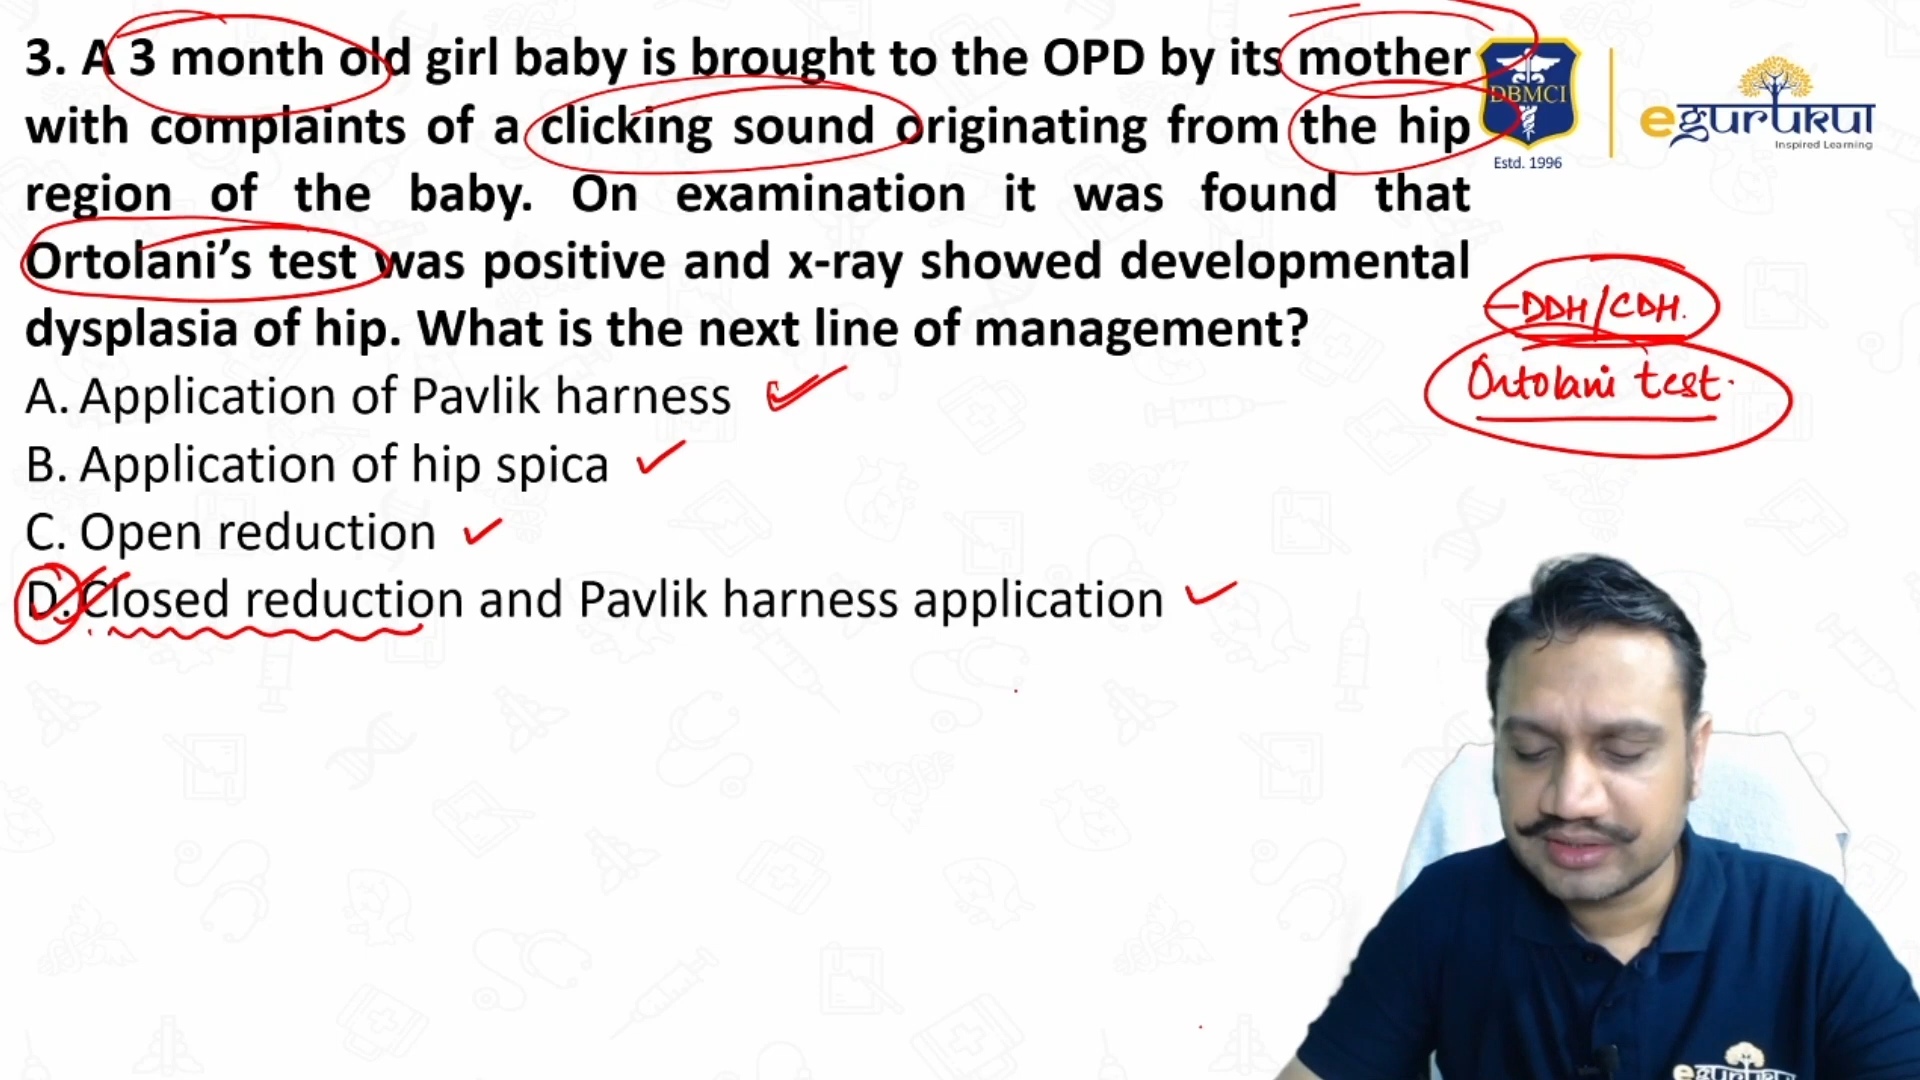 3. A 3 month old girl baby is brought to the OPD by its mother
with complaints of a clicking sound originating from the hip
region of the baby. On examination it was found that
Ortolani's test was positive and x-ray showed developmental
dysplasia of hip. What is the next line of management?
A. Application of Pavlik harness
B. Application of hip spica
C. Open reduction
D. Closed reduction and Pavlik harness application
DBMCI
Estd. 1996
egurukul
Inspired Learning
DDH/CDH.
Ortolani test.
egurukul